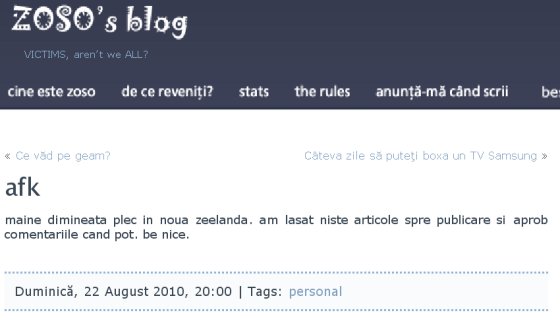 ZOSO's blog
VICTIMS, aren't we ALL?
cine este zoso de ce reveniți? stats the rules anunță-mă când scrii be
« Ce văd pe geam? Câteva zile să puteţi boxa un TV Samsung »
afk
maine dimineata plec in noua zeelanda. am lasat niste articole spre publicare si aprob
comentariile cand pot. be nice.
Duminică, 22 August 2010, 20:00 | Tags: personal